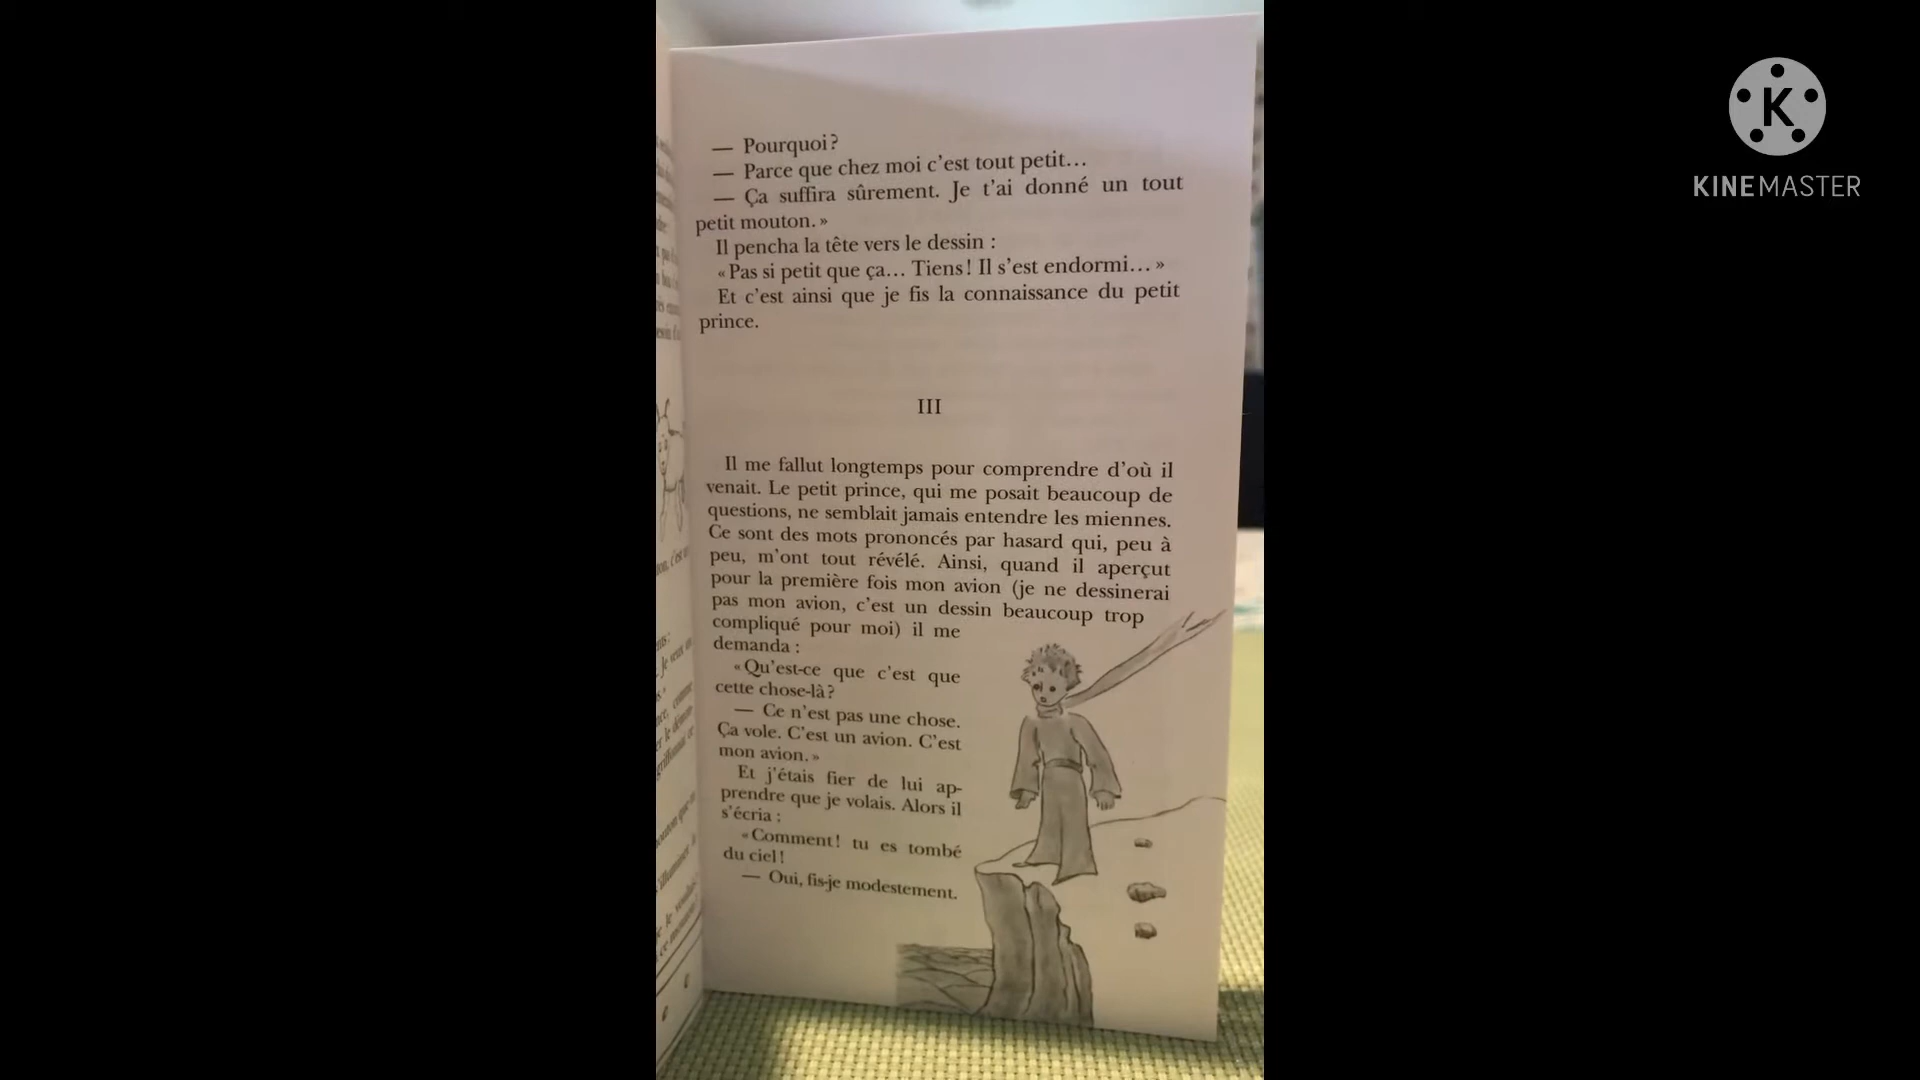 — Pourquoi?
— Parce que chez moi c'est tout petit…
— Ça suffira sûrement. Je t'ai donné un tout
petit mouton. »
Il pencha la tête vers le dessin :
« Pas si petit que ça… Tiens! Il s'est endormi… »
Et c'est ainsi que je fis la connaissance du petit
prince.
III
Il me fallut longtemps pour comprendre d'où il
venait. Le petit prince, qui me posait beaucoup de
questions, ne semblait jamais entendre les miennes.
Ce sont des mots prononcés par hasard qui, peu à
peu, m'ont tout révélé. Ainsi, quand il aperçut
pour la première fois mon avion (je ne dessinerai
pas mon avion, c'est un dessin beaucoup trop
compliqué pour moi) il me
demanda :
« Qu'est-ce que c'est que
cette chose-là?
— Ce n'est pas une chose.
Ça vole. C'est un avion. C'est
mon avion. »
Et j'étais fier de lui ap-
prendre que je volais. Alors il
s'écria :
« Comment! tu es tombé
du ciel!
— Oui, fis-je modestement.
K
KINEMASTER